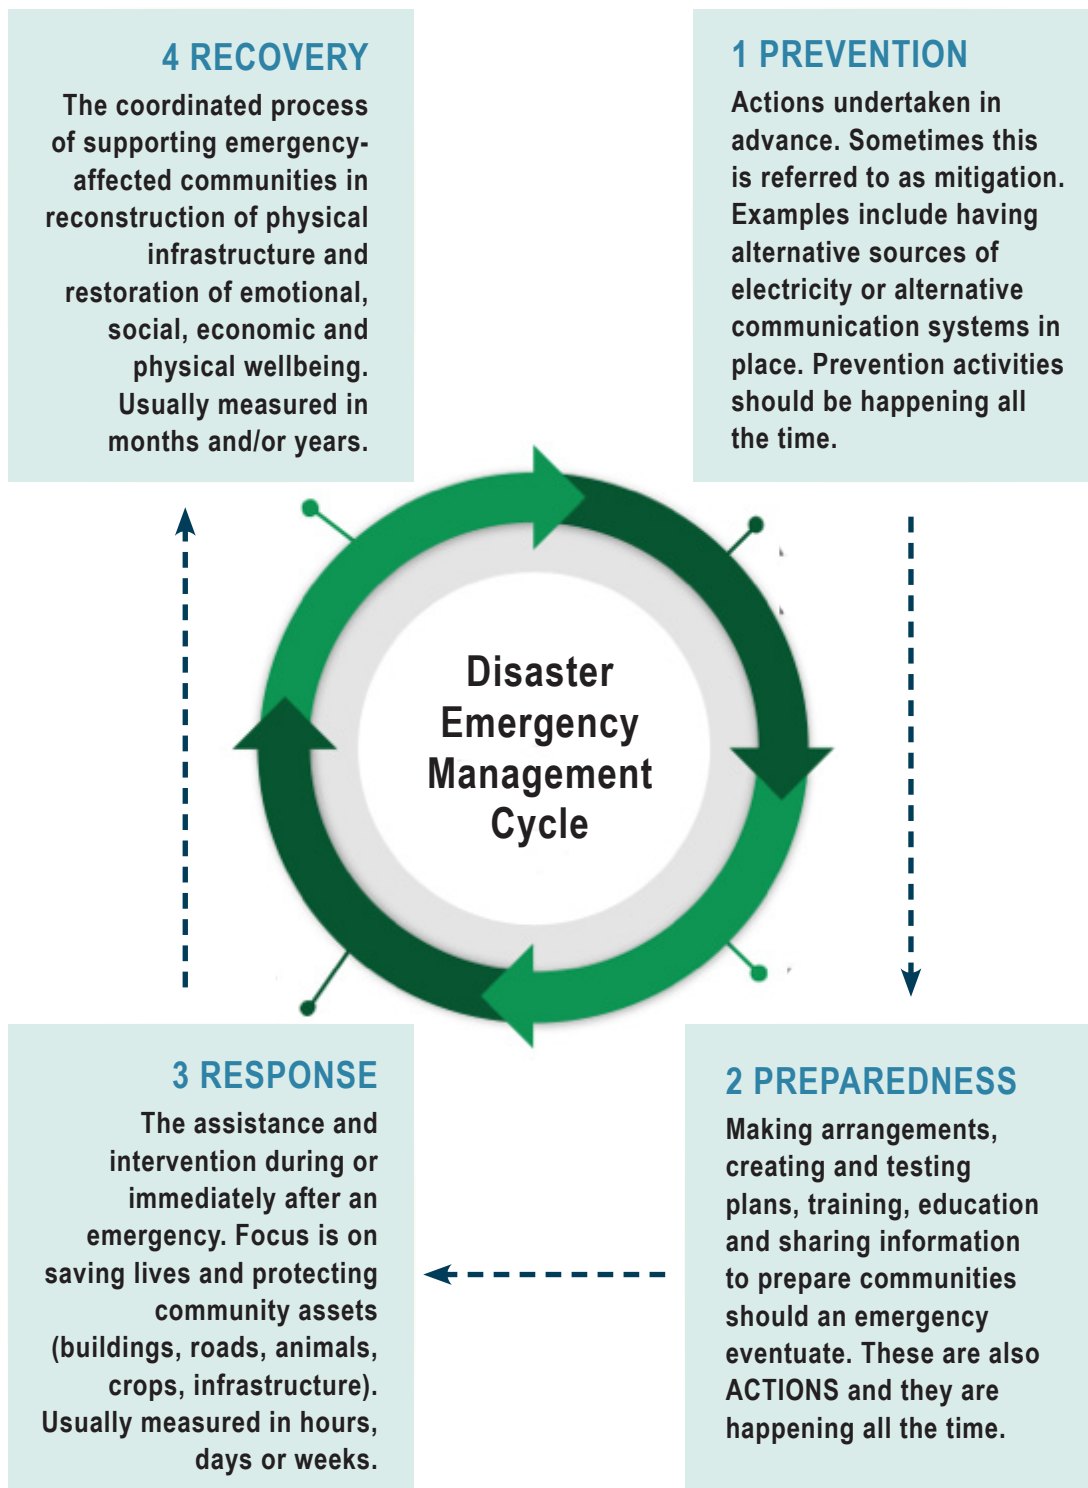 4 RECOVERY
The coordinated process
of supporting emergency-
affected communities in
reconstruction of physical
infrastructure and
restoration of emotional,
social, economic and
physical wellbeing.
Usually measured in
months and/or years.
1 PREVENTION
Actions undertaken in
advance. Sometimes this
is referred to as mitigation.
Examples include having
alternative sources of
electricity or alternative
communication systems in
place. Prevention activities
should be happening all
the time.
Disaster
Emergency
Management
Cycle
3 RESPONSE
The assistance and
intervention during or
immediately after an
emergency. Focus is on
saving lives and protecting
community assets
(buildings, roads, animals,
crops, infrastructure).
Usually measured in hours,
days or weeks.
2 PREPAREDNESS
Making arrangements,
creating and testing
plans, training, education
and sharing information
to prepare communities
should an emergency
eventuate. These are also
ACTIONS and they are
happening all the time.